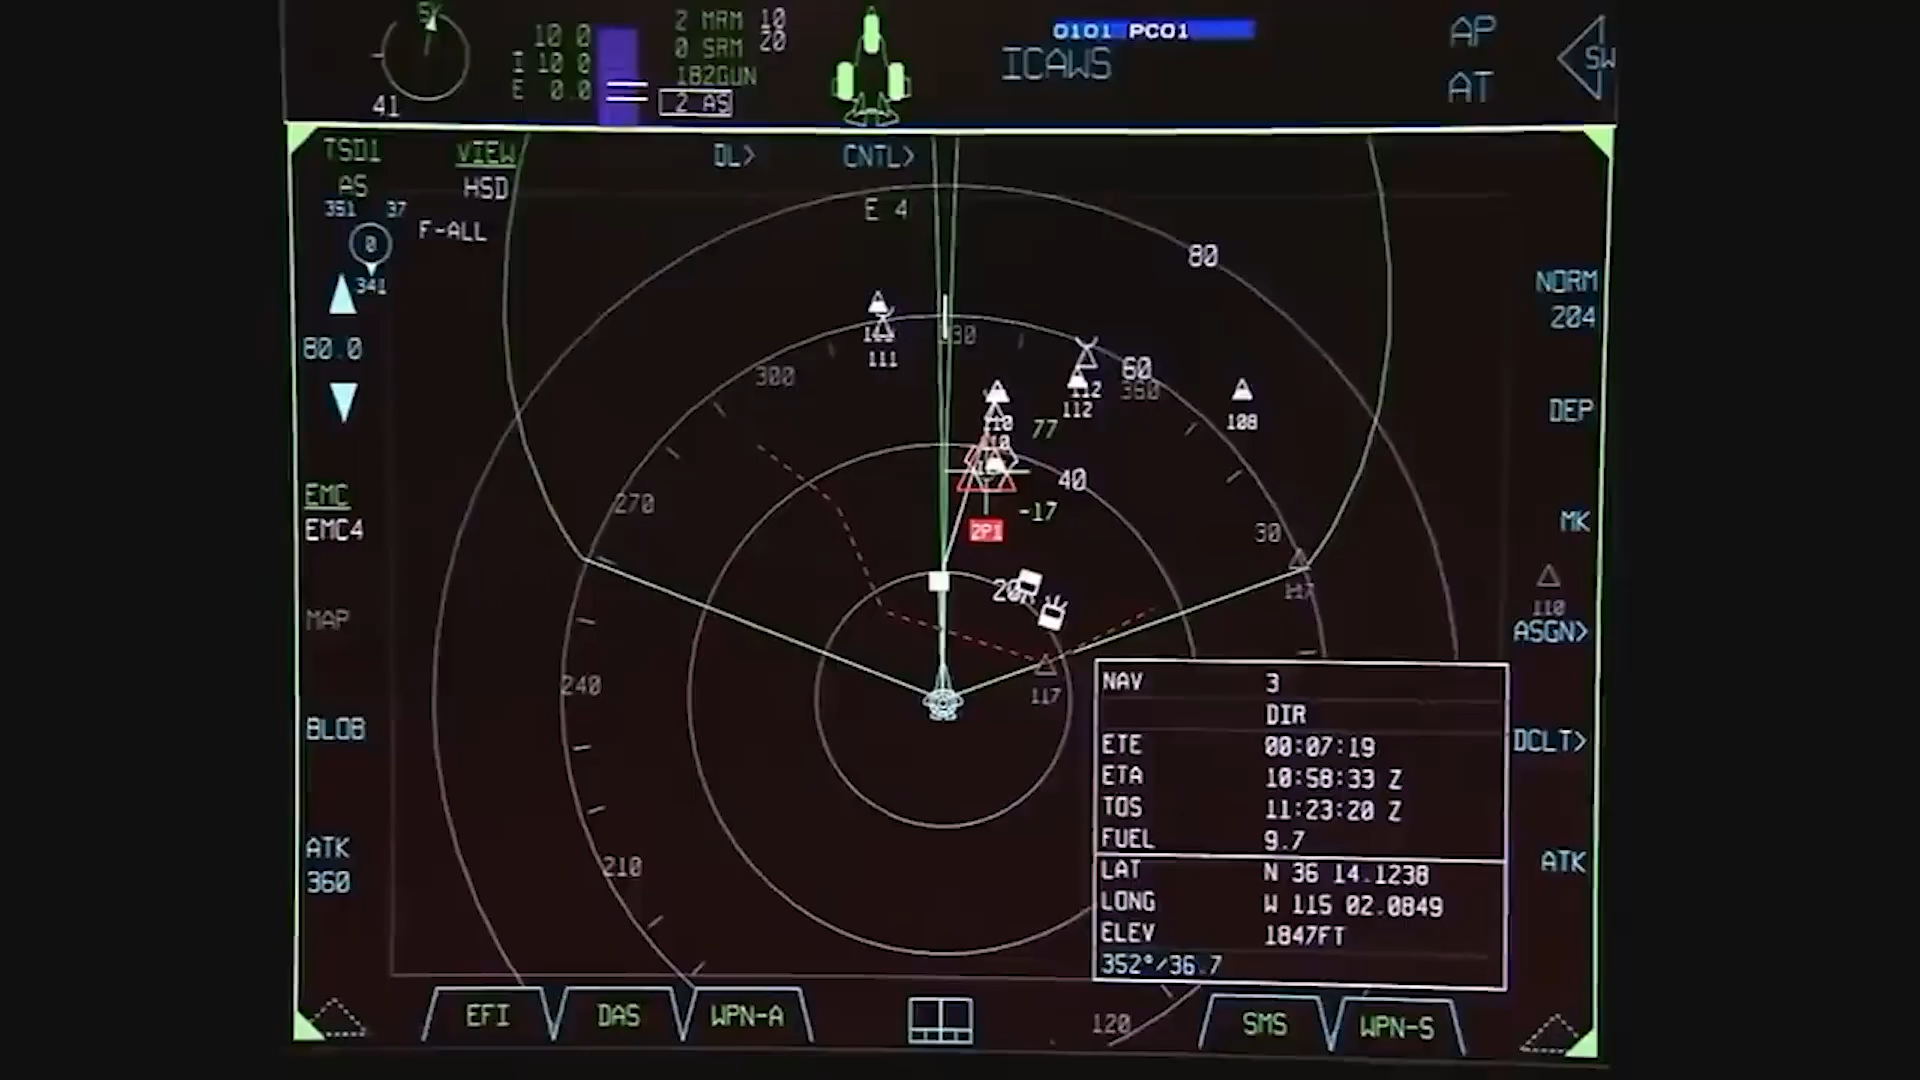 SK
10 0
I 10 0
E 0.0
41
2 MRM 10
0 SRM 20
182GUN
2 AS
0101 PC01
ICAWS
AP
AT
SW
TSD1
AS
VIEW
HSD
DL>
CNTL>
351 37
0
341
F-ALL
E 4
80
80.0
NORM
204
111
330
300
60
360
112
112
108
110
77
40
-17
2P1
DEP
270
30
EMC
EMC4
MK
20
117
110
ASGN>
MAP
240
117
BLOB
DCLT>
NAV 3
DIR
ETE 00:07:19
ETA 10:58:33 Z
TOS 11:23:20 Z
FUEL 9.7
LAT N 36 14.1238
LONG W 115 02.0849
ELEV 1847FT
352°/36.7
ATK
360
210
ATK
EFI
DAS
WPN-A
120
SMS
WPN-S